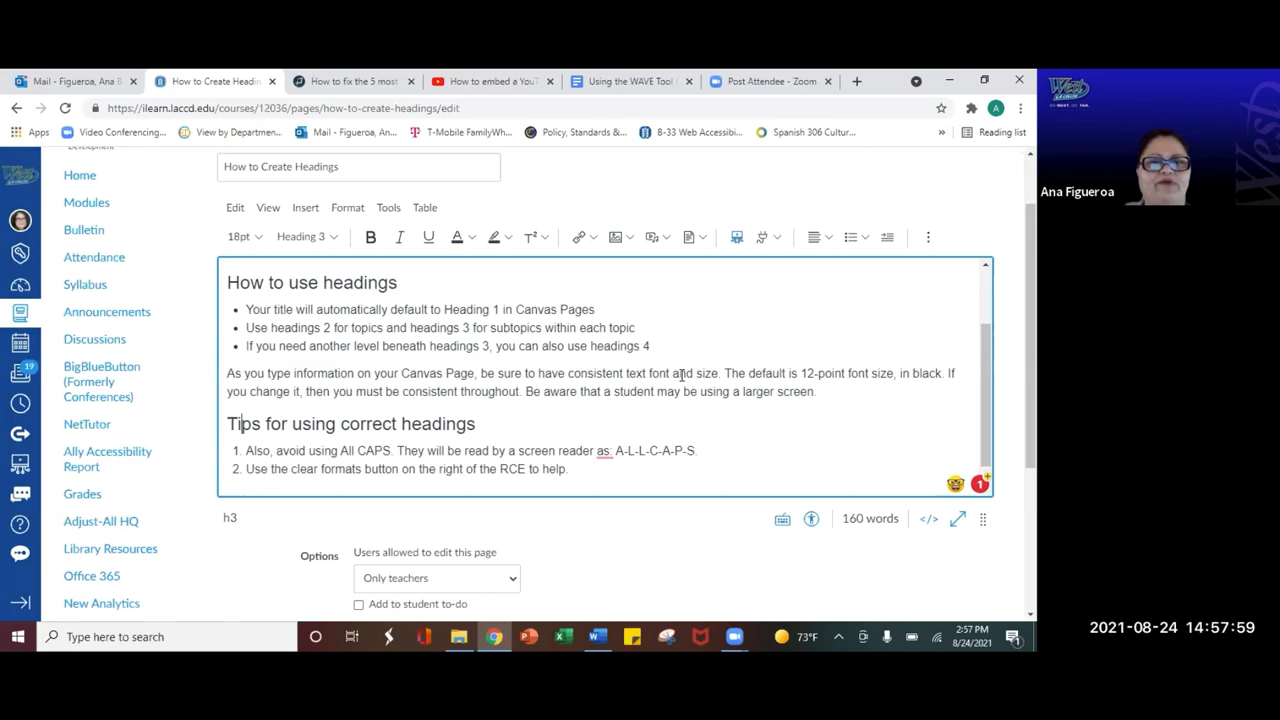 Mail - Figueroa, Ana B
How to Create Headin
How to fix the 5 most
How to embed a YouT
Using the WAVE Tool
Post Attendee - Zoom
https://ilearn.laccd.edu/courses/12036/pages/how-to-create-headings/edit
Apps
Video Conferencing...
View by Departmen...
Mail - Figueroa, An...
T-Mobile FamilyWh...
Policy, Standards &...
B-33 Web Accessibi...
Spanish 306 Cultur...
»
Reading list
Home
Modules
Bulletin
Attendance
Syllabus
Announcements
Discussions
BigBlueButton
(Formerly
Conferences)
NetTutor
Ally Accessibility
Report
Grades
Adjust-All HQ
Library Resources
Office 365
New Analytics
19
How to Create Headings
Edit View Insert Format Tools Table
18pt Heading 3 B I U A T²
How to use headings
• Your title will automatically default to Heading 1 in Canvas Pages
• Use headings 2 for topics and headings 3 for subtopics within each topic
• If you need another level beneath headings 3, you can also use headings 4
As you type information on your Canvas Page, be sure to have consistent text font and size. The default is 12-point font size, in black. If
you change it, then you must be consistent throughout. Be aware that a student may be using a larger screen.
Tips for using correct headings
1. Also, avoid using All CAPS. They will be read by a screen reader as: A-L-L-C-A-P-S.
2. Use the clear formats button on the right of the RCE to help.
1
h3
160 words
</>
Options
Users allowed to edit this page
Only teachers
Add to student to-do
Type here to search
73°F
2:57 PM
8/24/2021
West
Ana Figueroa
2021-08-24 14:57:59